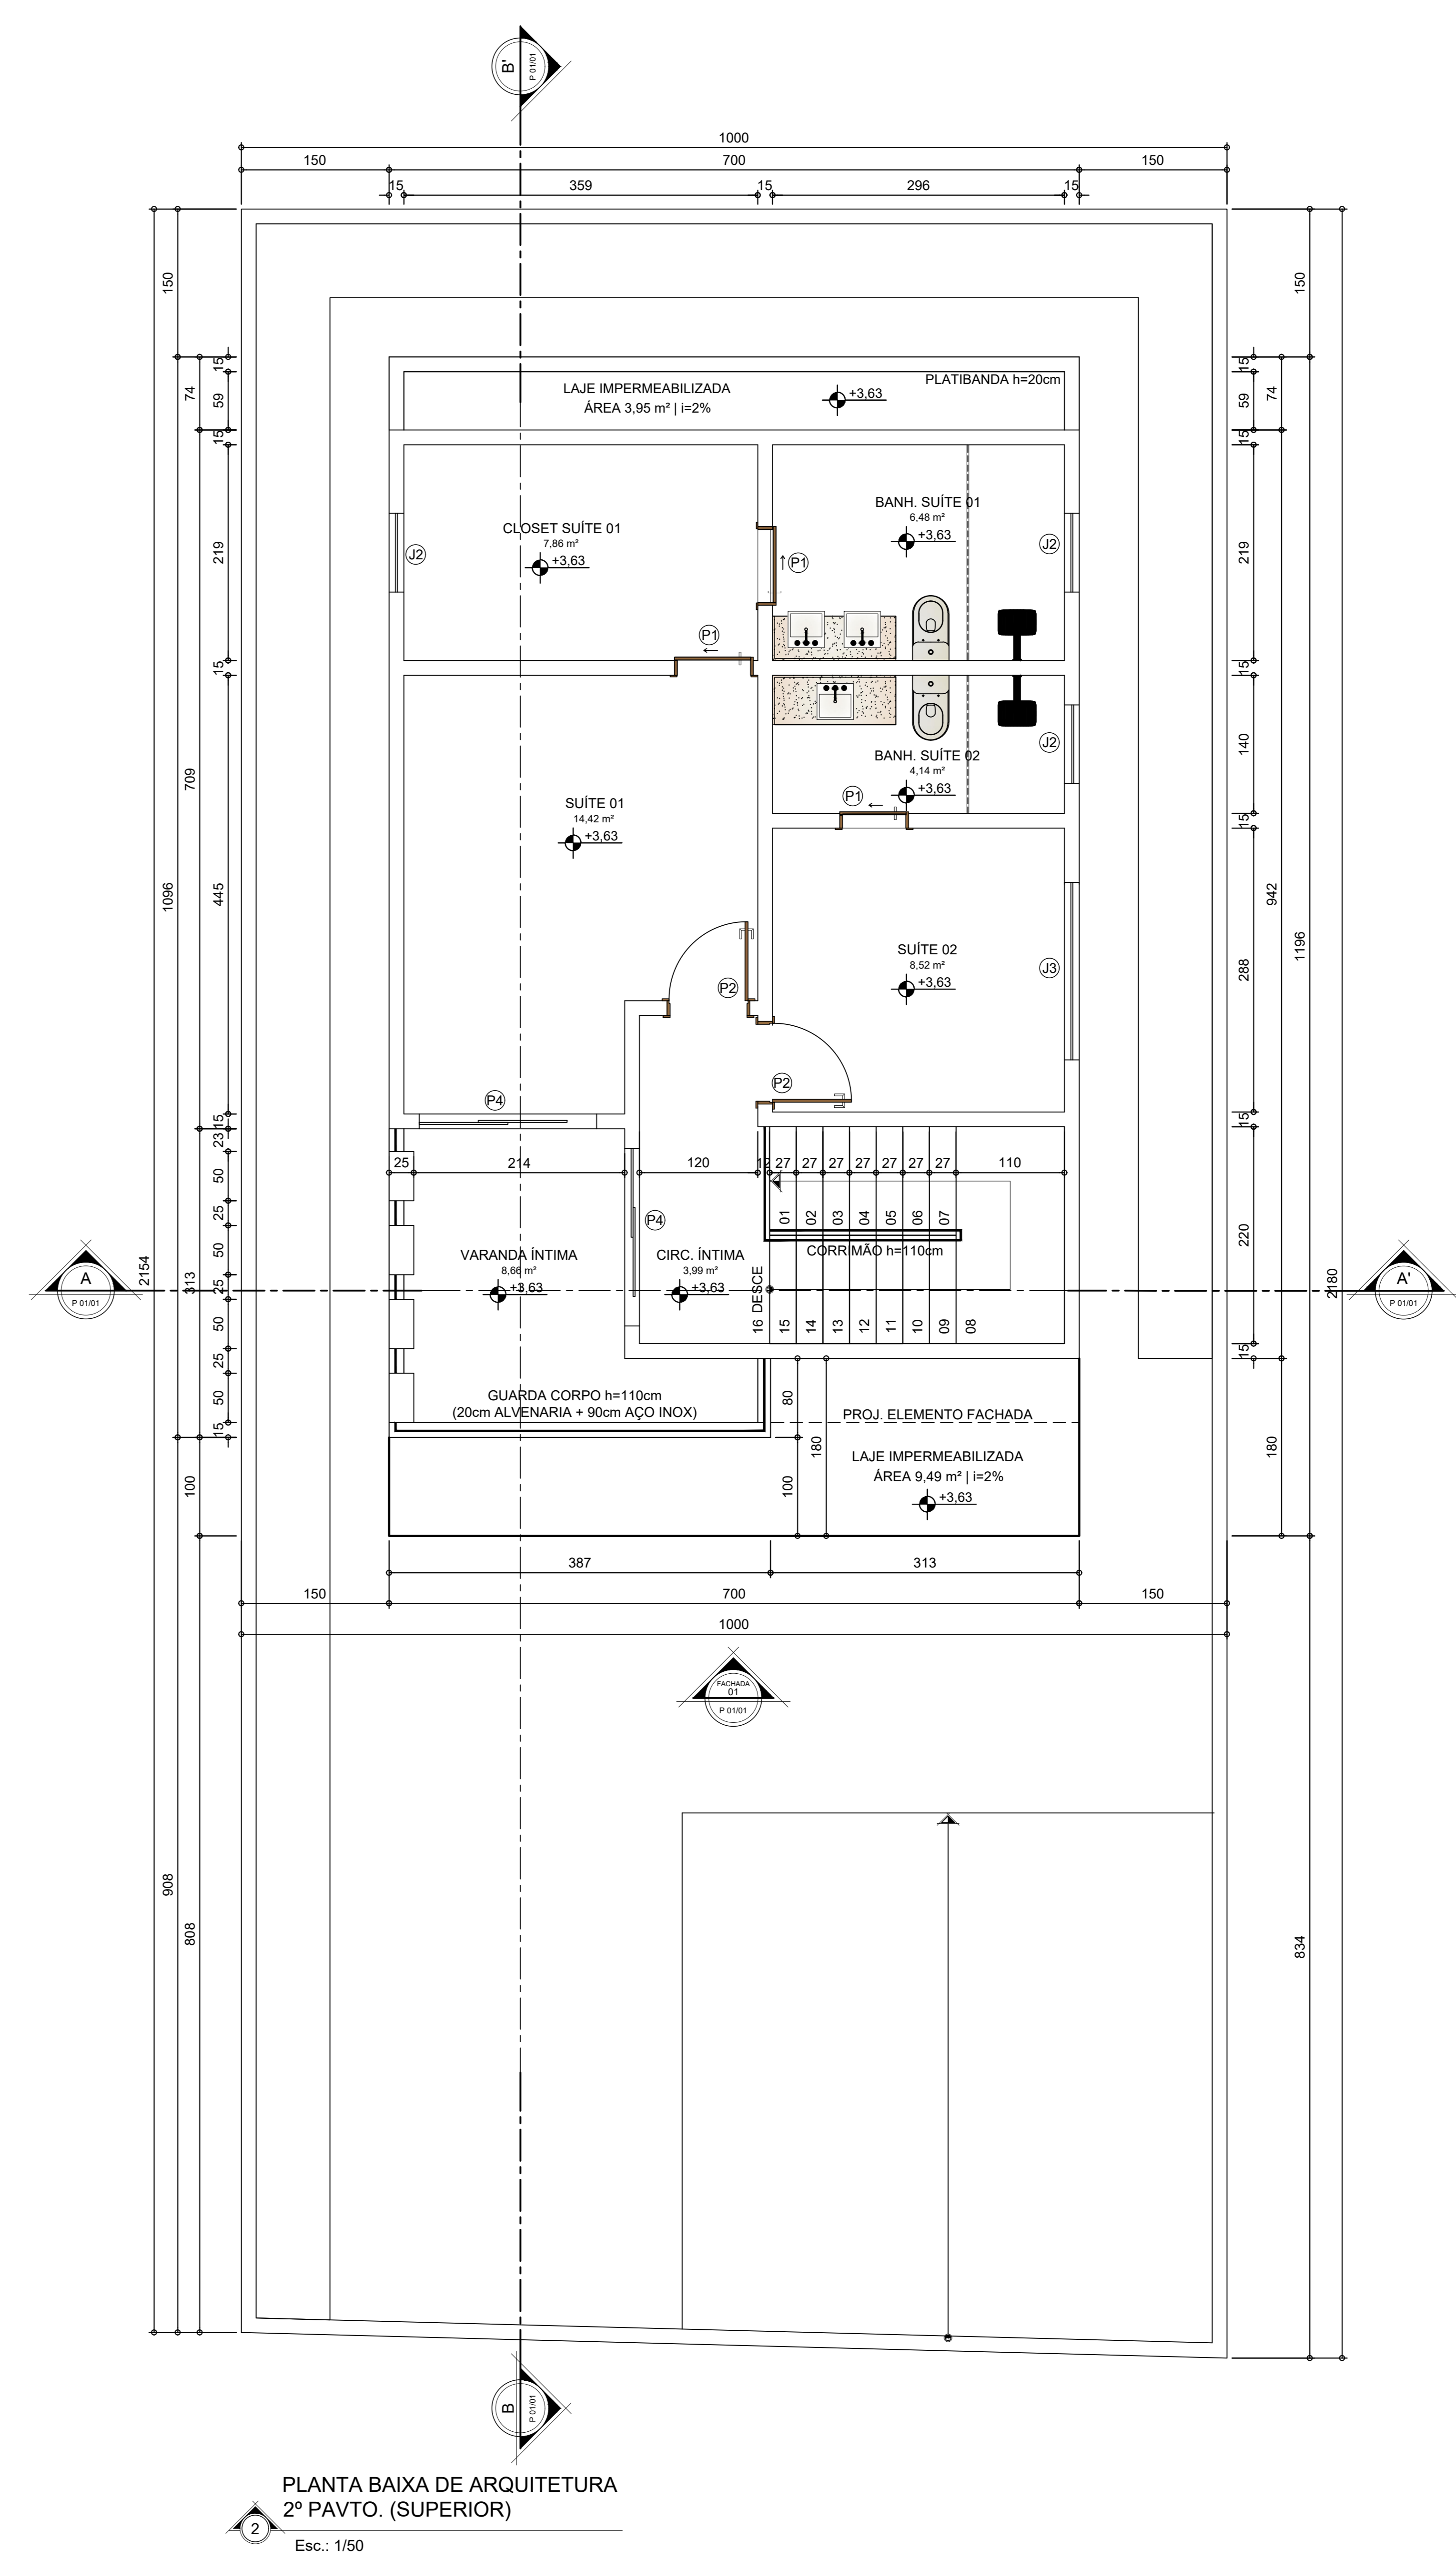 B'
P 01/01
1000
150
700
150
15
359
15
296
15
150
74
15
59
15
219
15
709
445
1096
15
23
50
25
50
25
50
25
50
15
313
2154
100
908
808
150
15
59
74
15
219
15
140
15
942
288
1196
15
220
15
2180
180
834
LAJE IMPERMEABILIZADA
ÁREA 3,95 m² | i=2%
+3,63
PLATIBANDA h=20cm
CLOSET SUÍTE 01
7,86 m²
+3,63
J2
BANH. SUÍTE 01
6,48 m²
+3,63
J2
P1
P1
BANH. SUÍTE 02
4,14 m²
+3,63
J2
P1
SUÍTE 01
14,42 m²
+3,63
SUÍTE 02
8,52 m²
+3,63
J3
P2
P2
P4
25
214
120
12
27
27
27
27
27
27
27
110
01
02
03
04
05
06
07
P4
CORRIMÃO h=110cm
VARANDA ÍNTIMA
8,66 m²
+3,63
CIRC. ÍNTIMA
3,99 m²
+3,63
16 DESCE
15
14
13
12
11
10
09
08
A
P 01/01
A'
P 01/01
GUARDA CORPO h=110cm
(20cm ALVENARIA + 90cm AÇO INOX)
80
180
100
PROJ. ELEMENTO FACHADA
LAJE IMPERMEABILIZADA
ÁREA 9,49 m² | i=2%
+3,63
387
313
150
700
150
1000
FACHADA
01
P 01/01
B
P 01/01
PLANTA BAIXA DE ARQUITETURA
2º PAVTO. (SUPERIOR)
2
Esc.: 1/50